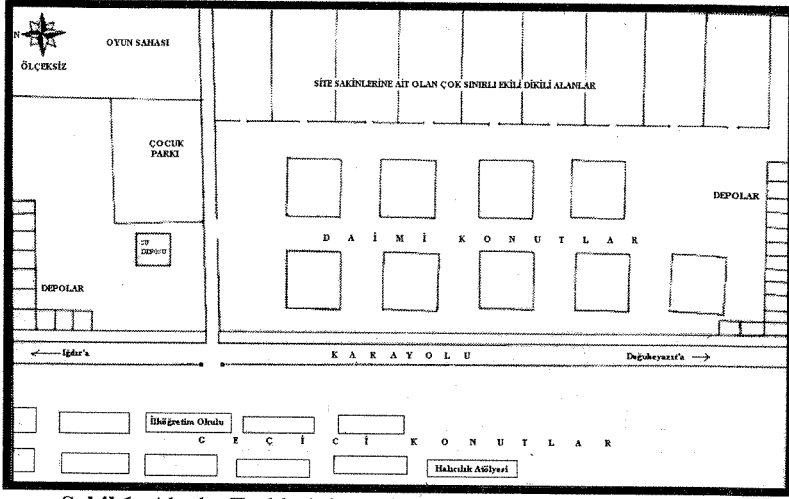 N
ÖLÇEKSİZ
OYUN SAHASI
SİTE SAKİNLERİNE AİT OLAN ÇOK SINIRLI EKİLİ DİKİLİ ALANLAR
ÇOCUK
PARKI
DEPOLAR
SU
DEPOSU
D A İ M İ K O N U T L A R
DEPOLAR
Iğdır'a
K A R A Y O L U
Doğubeyazıt'a
İlköğretim Okulu
G E Ç İ C İ K O N U T L A R
Halıcılık Atölyesi